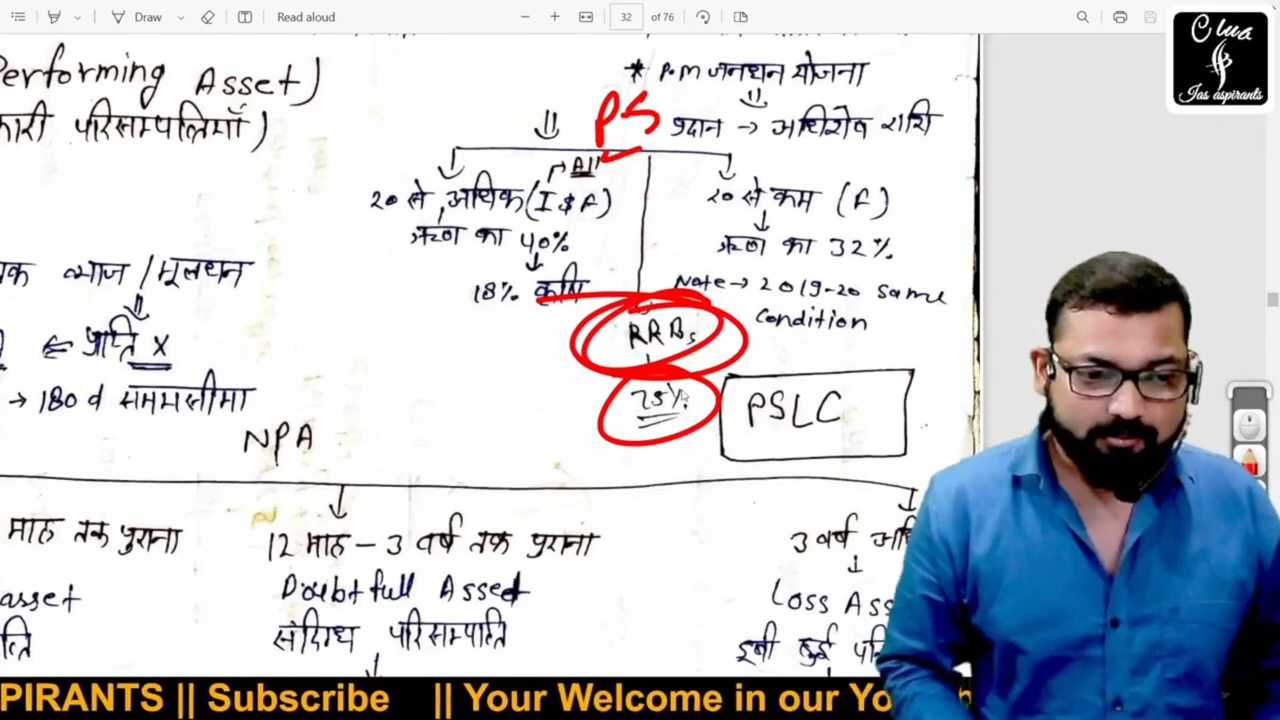 Draw
Read aloud
32 of 76
Clua
Ias aspirants
Performing Asset)
कारी परिसम्पत्तियाँ)
* P.M जनधन योजना
प्रदान → अधिशेष राशि
PS
All
20 से अधिक (I & F)
ऋण का 40%
18% कृषि
20 से कम (F)
ऋण का 32%
Note → 2019-20 Same
Condition
RRBs
75%
PSLC
ब्याज / मूलधन
⇐ प्राप्ति X
→ 180 d समयसीमा
NPA
माह तक पुराना
asset
12 माह – 3 वर्ष तक पुराना
Doubtfull Asset
संदिग्ध परिसम्पत्ति
3 वर्ष
Loss Ass
डूबी हुई
PIRANTS || Subscribe || Your Welcome in our Yo